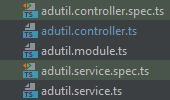 adutil.controller.spec.ts
adutil.controller.ts
adutil.module.ts
adutil.service.spec.ts
adutil.service.ts